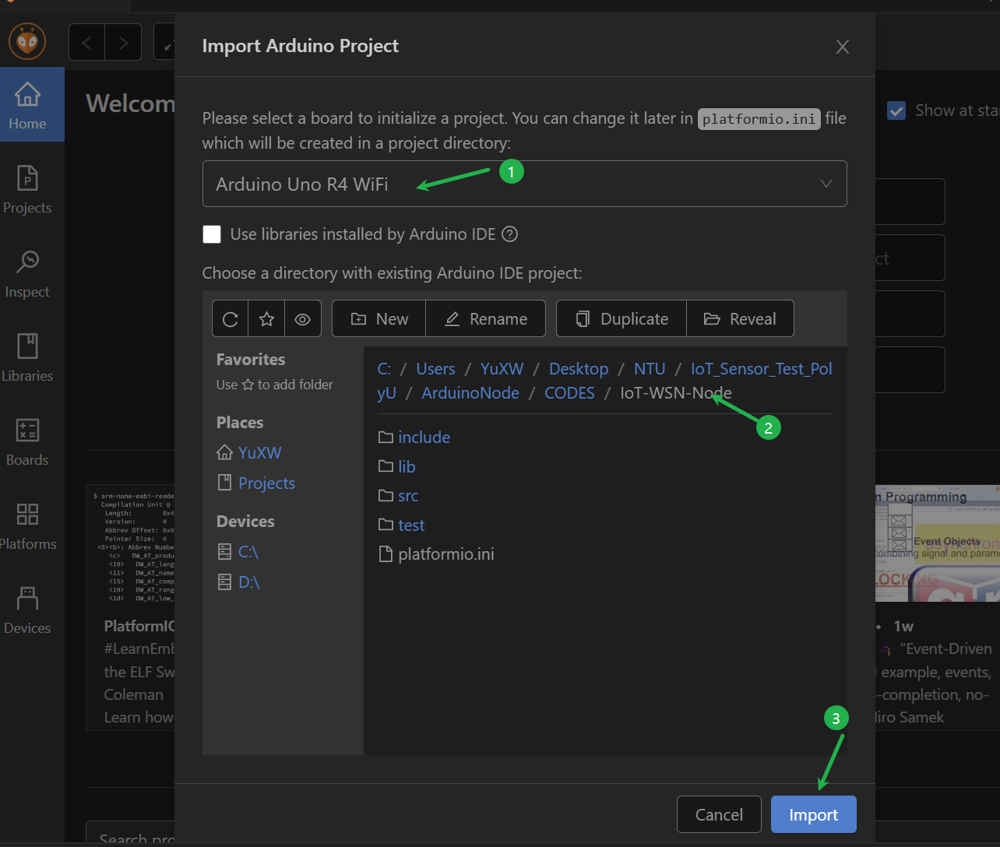 Import Arduino Project
Welcom
Show at sta
Home
Projects
Inspect
Libraries
Boards
Platforms
Devices
Please select a board to initialize a project. You can change it later in platformio.ini file
which will be created in a project directory:
Arduino Uno R4 WiFi
1
Use libraries installed by Arduino IDE
Choose a directory with existing Arduino IDE project:
New
Rename
Duplicate
Reveal
Favorites
Use ☆ to add folder
Places
YuXW
Projects
Devices
C:\
D:\
C: / Users / YuXW / Desktop / NTU / IoT_Sensor_Test_Pol
yU / ArduinoNode / CODES / IoT-WSN-Node
2
include
lib
src
test
platformio.ini
3
Cancel
Import
ct
$ arm-none-eabi-reade
Compilation Unit @
Length: 0x4
Version: 4
Abbrev Offset: 0x0
Pointer Size: 4
<0><b>: Abbrev Numbe
<c> DW_AT_produ
<10> DW_AT_lang
<11> DW_AT_name
<15> DW_AT_comp
<19> DW_AT_rang
<1d> DW_AT_low_
PlatformIO
#LearnEmb
the ELF Sw
Coleman
Learn how
n Programming
Event Objects
asynchron
combining signal and parame
LOCKING
• 1w
"Event-Driven
example, events,
-completion, no-
Miro Samek
Search pro